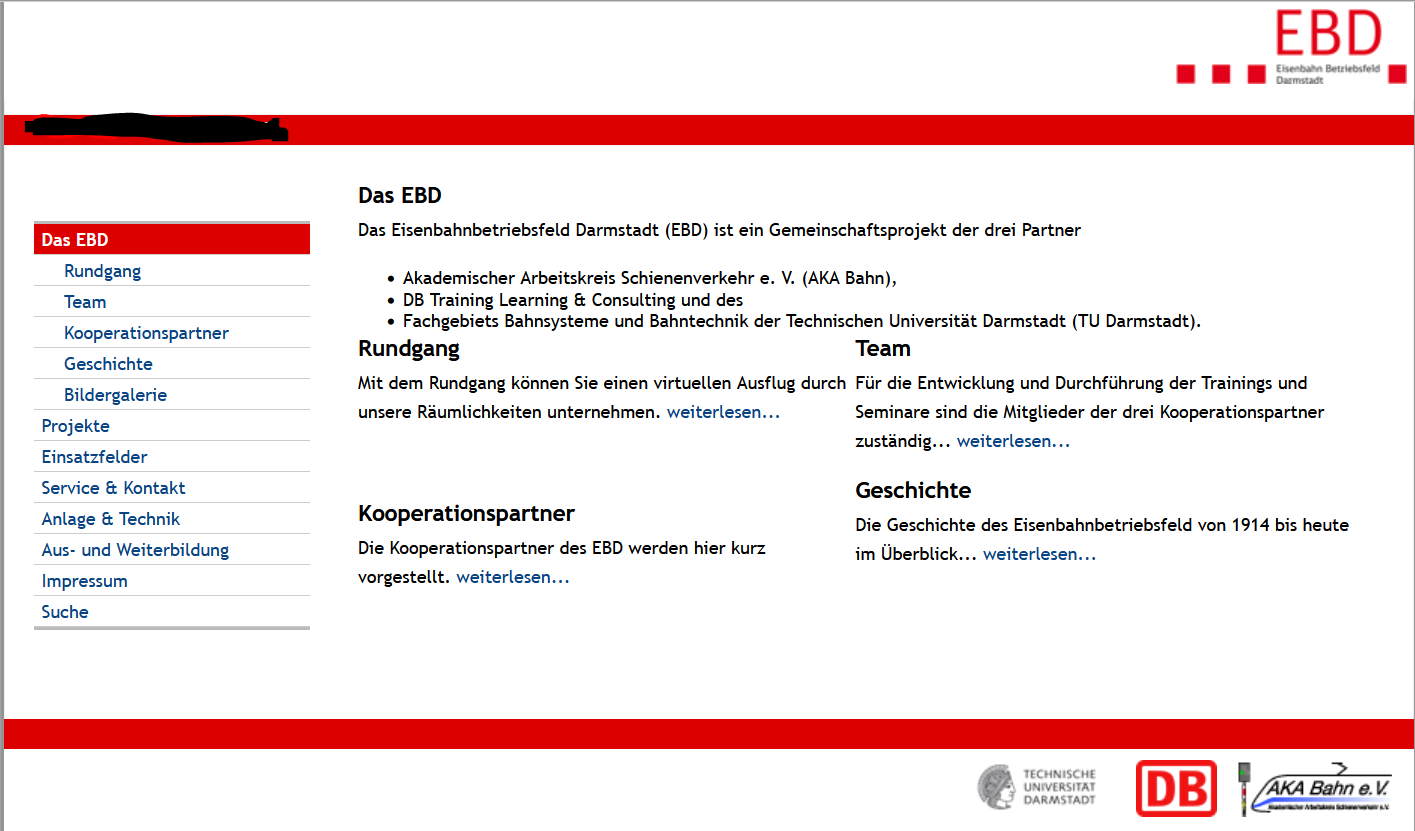 EBD
Eisenbahn Betriebsfeld
Darmstadt
Das EBD
Rundgang
Team
Kooperationspartner
Geschichte
Bildergalerie
Projekte
Einsatzfelder
Service & Kontakt
Anlage & Technik
Aus- und Weiterbildung
Impressum
Suche
Das EBD
Das Eisenbahnbetriebsfeld Darmstadt (EBD) ist ein Gemeinschaftsprojekt der drei Partner
• Akademischer Arbeitskreis Schienenverkehr e. V. (AKA Bahn),
• DB Training Learning & Consulting und des
• Fachgebiets Bahnsysteme und Bahntechnik der Technischen Universität Darmstadt (TU Darmstadt).
Rundgang
Mit dem Rundgang können Sie einen virtuellen Ausflug durch
unsere Räumlichkeiten unternehmen. weiterlesen...
Team
Für die Entwicklung und Durchführung der Trainings und
Seminare sind die Mitglieder der drei Kooperationspartner
zuständig... weiterlesen...
Kooperationspartner
Die Kooperationspartner des EBD werden hier kurz
vorgestellt. weiterlesen...
Geschichte
Die Geschichte des Eisenbahnbetriebsfeld von 1914 bis heute
im Überblick... weiterlesen...
TECHNISCHE
UNIVERSITÄT
DARMSTADT
DB
AKA Bahn e.V.
Akademischer Arbeitskreis Schienenverkehr e.V.